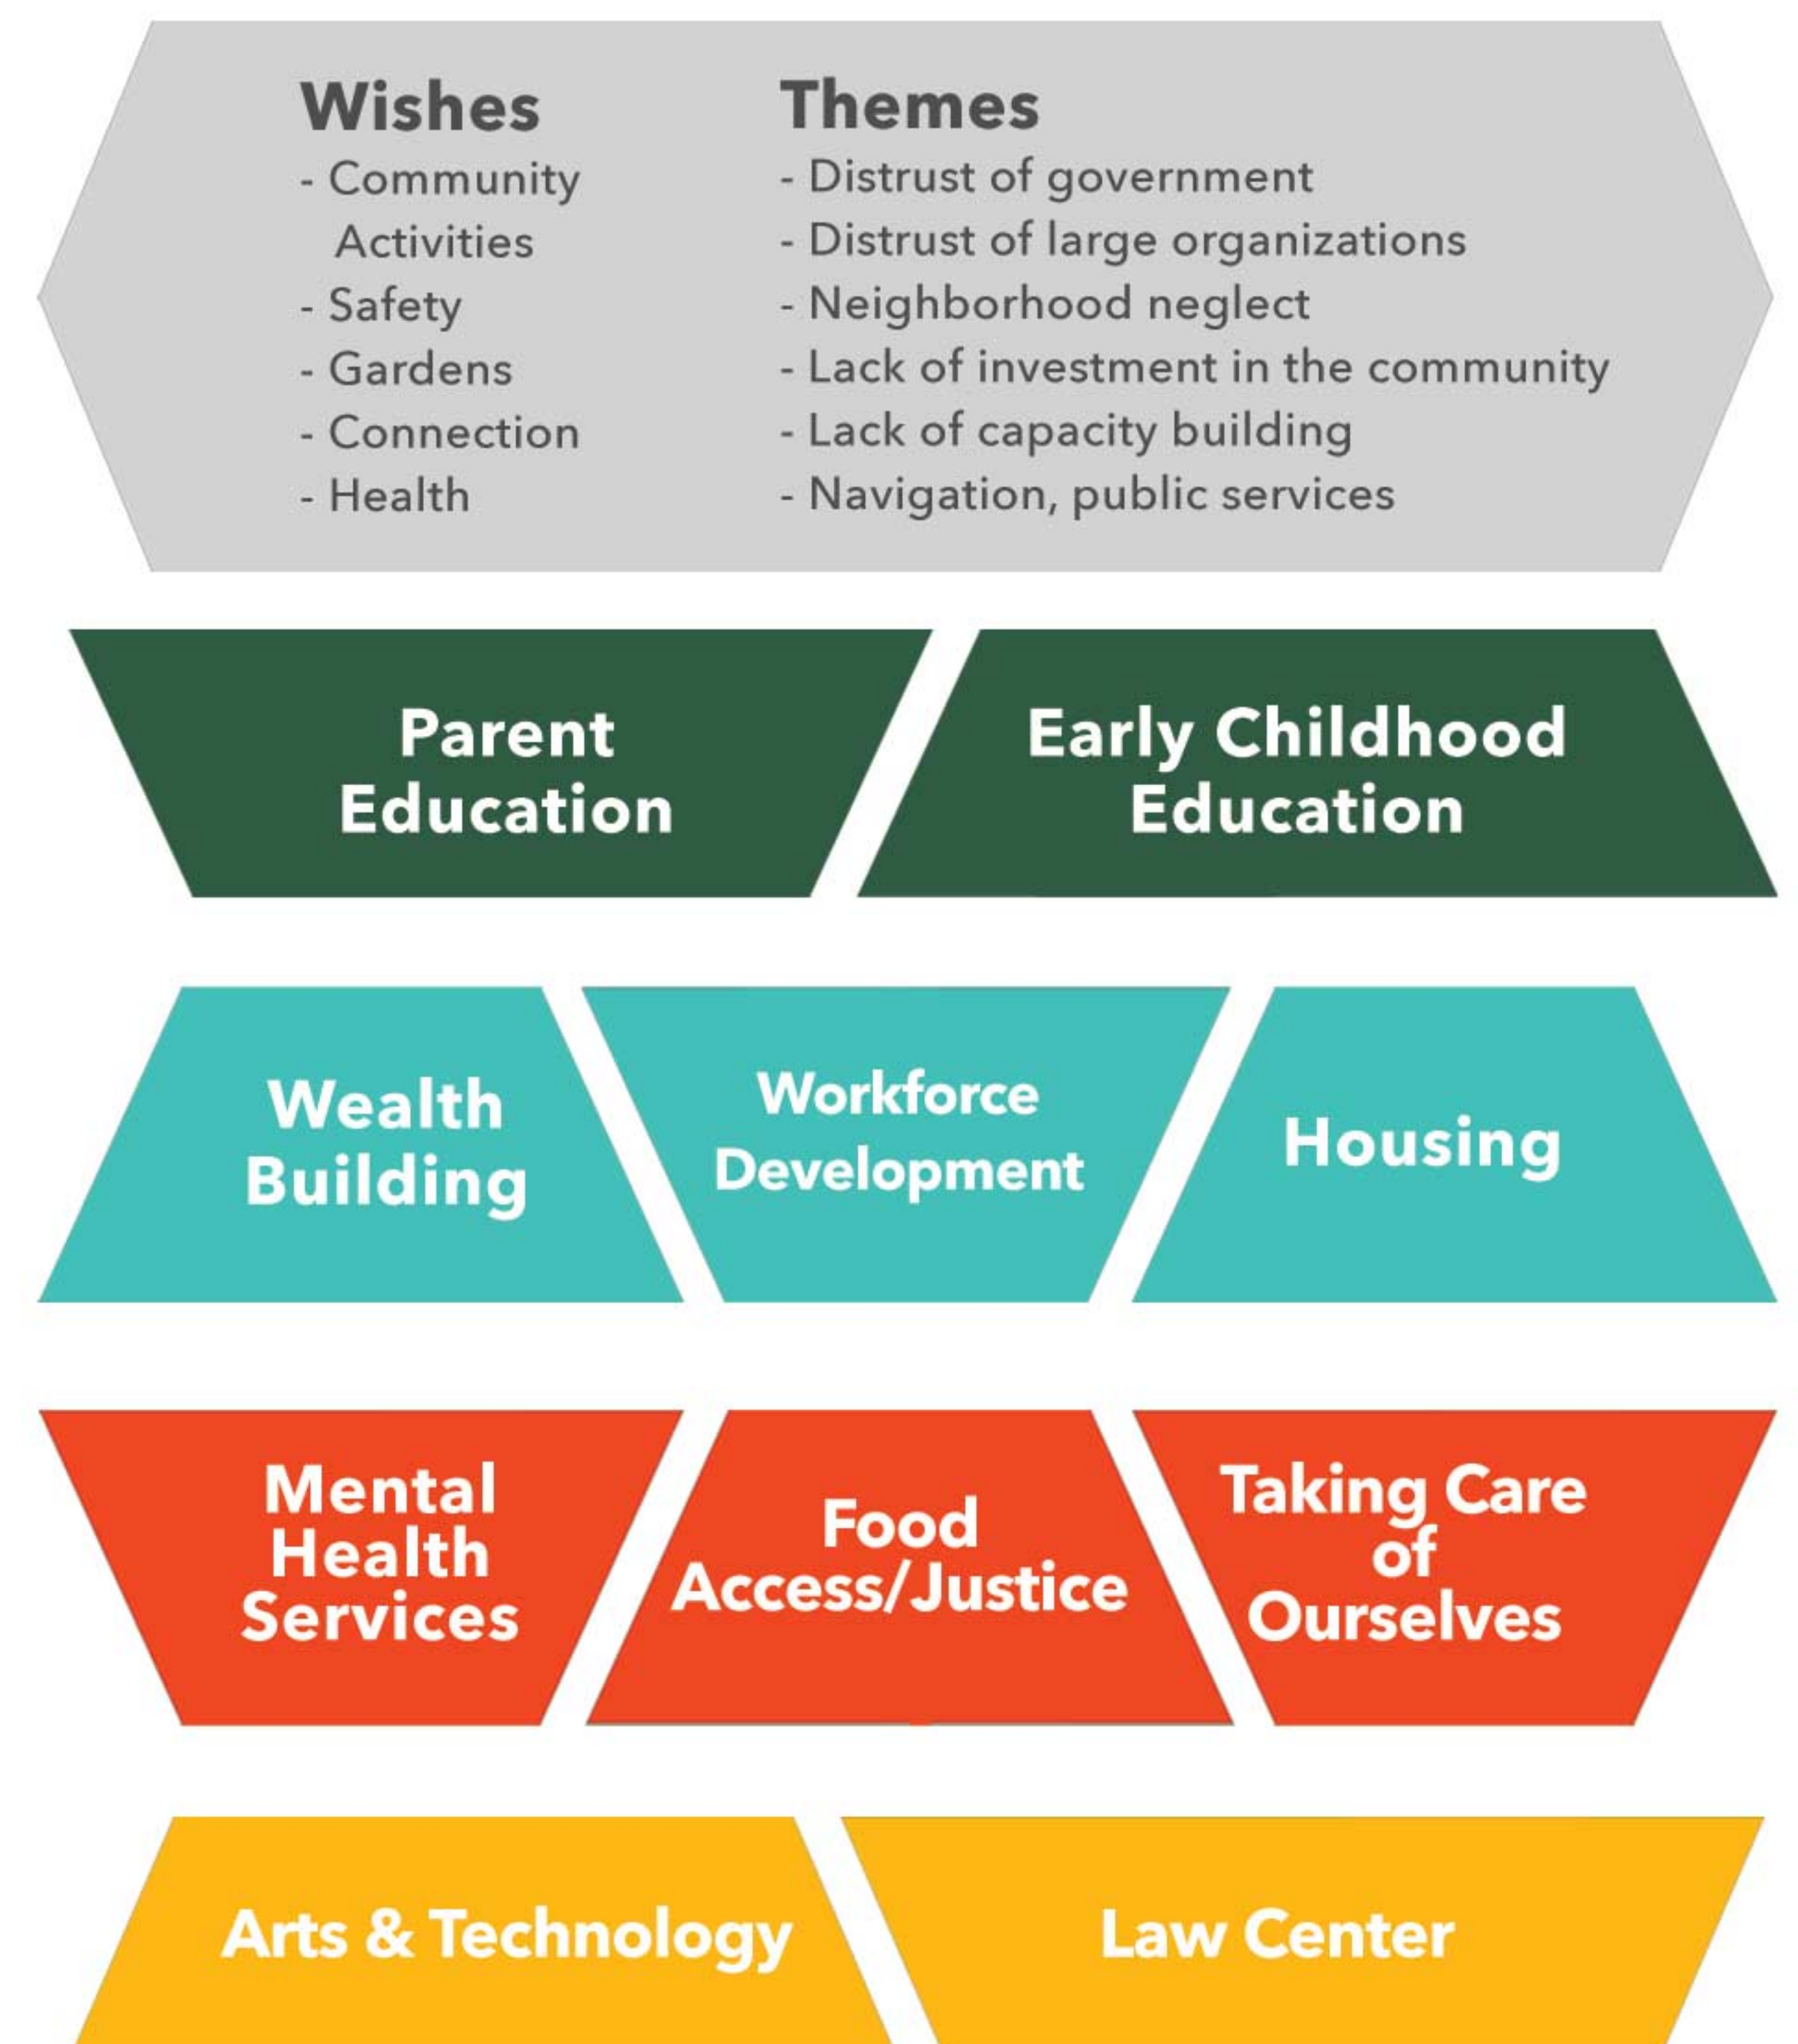 Wishes
- Community
Activities
- Safety
- Gardens
- Connection
- Health
Themes
- Distrust of government
- Distrust of large organizations
- Neighborhood neglect
- Lack of investment in the community
- Lack of capacity building
- Navigation, public services
Parent
Education
Early Childhood
Education
Wealth
Building
Workforce
Development
Housing
Mental
Health
Services
Food
Access/Justice
Taking Care
of
Ourselves
Arts & Technology
Law Center